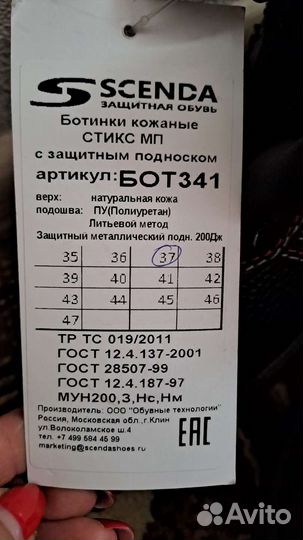 SCENDA
ЗАЩИТНАЯ ОБУВЬ
Ботинки кожаные
СТИКС МП
с защитным подноском
артикул:БОТ341
верх: натуральная кожа
подошва: ПУ(Полиуретан)
Литьевой метод
Защитный металлический подн. 200Дж
35 36 37 38
39 40 41 42
43 44 45 46
47
ТР ТС 019/2011
ГОСТ 12.4.137-2001
ГОСТ 28507-99
ГОСТ 12.4.187-97
МУН200,З,Нс,Нм
Производитель: ООО "Обувные технологии"
Россия, Московская обл.,г.Клин
ул.Волоколамское ш.4
тел. +7 499 584 45 99
marketing@scendashoes.ru
EAC
Avito